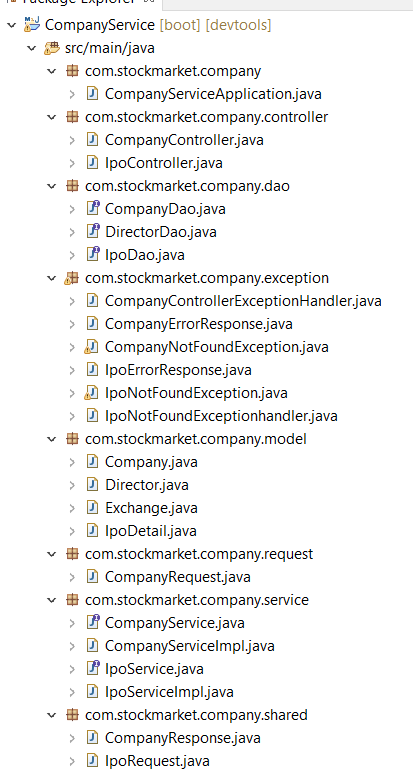 Package Explorer
CompanyService [boot] [devtools]
src/main/java
com.stockmarket.company
CompanyServiceApplication.java
com.stockmarket.company.controller
CompanyController.java
IpoController.java
com.stockmarket.company.dao
CompanyDao.java
DirectorDao.java
IpoDao.java
com.stockmarket.company.exception
CompanyControllerExceptionHandler.java
CompanyErrorResponse.java
CompanyNotFoundException.java
IpoErrorResponse.java
IpoNotFoundException.java
IpoNotFoundExceptionhandler.java
com.stockmarket.company.model
Company.java
Director.java
Exchange.java
IpoDetail.java
com.stockmarket.company.request
CompanyRequest.java
com.stockmarket.company.service
CompanyService.java
CompanyServiceImpl.java
IpoService.java
IpoServiceImpl.java
com.stockmarket.company.shared
CompanyResponse.java
IpoRequest.java